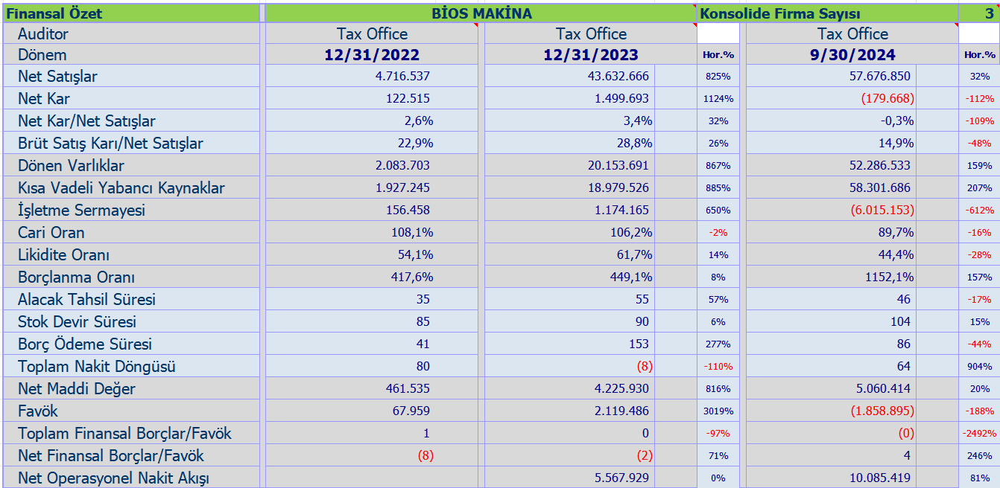 Finansal Özet BİOS MAKİNA Konsolide Firma Sayısı 3
Auditor Tax Office Tax Office Tax Office
Dönem 12/31/2022 12/31/2023 Hor.% 9/30/2024 Hor.%
Net Satışlar 4.716.537 43.632.666 825% 57.676.850 32%
Net Kar 122.515 1.499.693 1124% (179.668) -112%
Net Kar/Net Satışlar 2,6% 3,4% 32% -0,3% -109%
Brüt Satış Karı/Net Satışlar 22,9% 28,8% 26% 14,9% -48%
Dönen Varlıklar 2.083.703 20.153.691 867% 52.286.533 159%
Kısa Vadeli Yabancı Kaynaklar 1.927.245 18.979.526 885% 58.301.686 207%
İşletme Sermayesi 156.458 1.174.165 650% (6.015.153) -612%
Cari Oran 108,1% 106,2% -2% 89,7% -16%
Likidite Oranı 54,1% 61,7% 14% 44,4% -28%
Borçlanma Oranı 417,6% 449,1% 8% 1152,1% 157%
Alacak Tahsil Süresi 35 55 57% 46 -17%
Stok Devir Süresi 85 90 6% 104 15%
Borç Ödeme Süresi 41 153 277% 86 -44%
Toplam Nakit Döngüsü 80 (8) -110% 64 904%
Net Maddi Değer 461.535 4.225.930 816% 5.060.414 20%
Favök 67.959 2.119.486 3019% (1.858.895) -188%
Toplam Finansal Borçlar/Favök 1 0 -97% (0) -2492%
Net Finansal Borçlar/Favök (8) (2) 71% 4 246%
Net Operasyonel Nakit Akışı 5.567.929 0% 10.085.419 81%